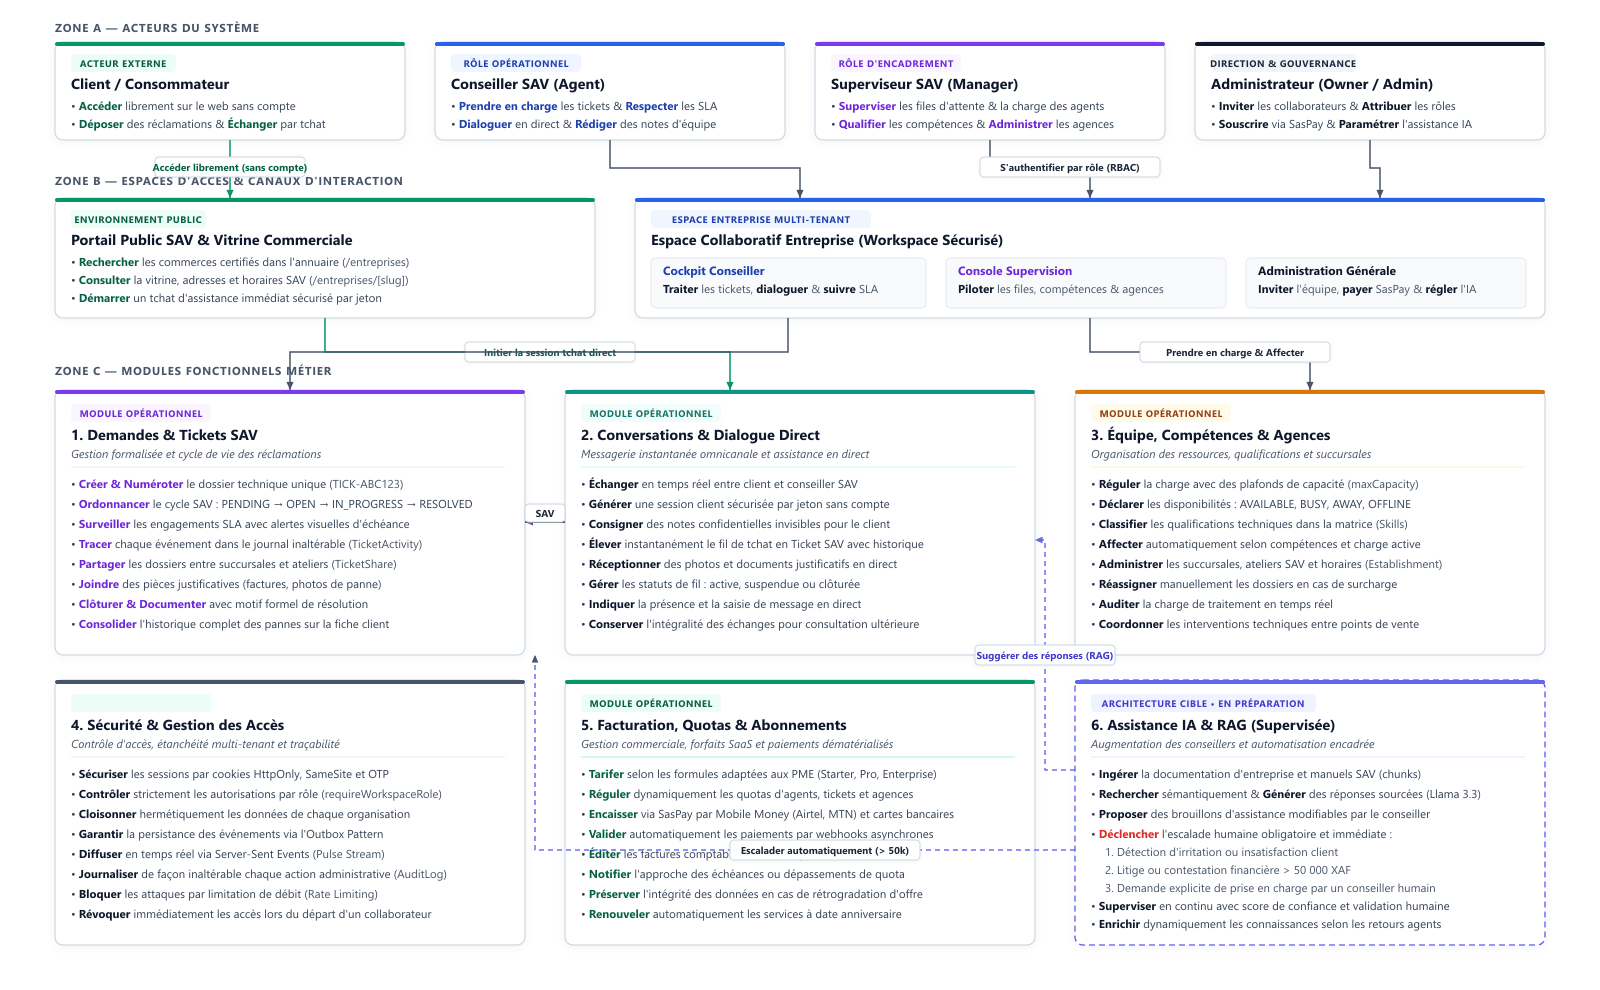 ZONE A — ACTEURS DU SYSTÈME
ACTEUR EXTERNE
Client / Consommateur
• Accéder librement sur le web sans compte
• Déposer des réclamations & Échanger par tchat
RÔLE OPÉRATIONNEL
Conseiller SAV (Agent)
• Prendre en charge les tickets & Respecter les SLA
• Dialoguer en direct & Rédiger des notes d'équipe
RÔLE D'ENCADREMENT
Superviseur SAV (Manager)
• Superviser les files d'attente & la charge des agents
• Qualifier les compétences & Administrer les agences
DIRECTION & GOUVERNANCE
Administrateur (Owner / Admin)
• Inviter les collaborateurs & Attribuer les rôles
• Souscrire via SasPay & Paramétrer l'assistance IA
Accéder librement (sans compte)
S'authentifier par rôle (RBAC)
ZONE B — ESPACES D'ACCÈS & CANAUX D'INTERACTION
ENVIRONNEMENT PUBLIC
Portail Public SAV & Vitrine Commerciale
• Rechercher les commerces certifiés dans l'annuaire (/entreprises)
• Consulter la vitrine, adresses et horaires SAV (/entreprises/[slug])
• Démarrer un tchat d'assistance immédiat sécurisé par jeton
ESPACE ENTREPRISE MULTI-TENANT
Espace Collaboratif Entreprise (Workspace Sécurisé)
Cockpit Conseiller
Traiter les tickets, dialoguer & suivre SLA
Console Supervision
Piloter les files, compétences & agences
Administration Générale
Inviter l'équipe, payer SasPay & régler l'IA
Initier la session tchat direct
Prendre en charge & Affecter
ZONE C — MODULES FONCTIONNELS MÉTIER
MODULE OPÉRATIONNEL
1. Demandes & Tickets SAV
Gestion formalisée et cycle de vie des réclamations
• Créer & Numéroter le dossier technique unique (TICK-ABC123)
• Ordonnancer le cycle SAV : PENDING → OPEN → IN_PROGRESS → RESOLVED
• Surveiller les engagements SLA avec alertes visuelles d'échéance
• Tracer chaque événement dans le journal inaltérable (TicketActivity)
• Partager les dossiers entre succursales et ateliers (TicketShare)
• Joindre des pièces justificatives (factures, photos de panne)
• Clôturer & Documenter avec motif formel de résolution
• Consolider l'historique complet des pannes sur la fiche client
SAV
MODULE OPÉRATIONNEL
2. Conversations & Dialogue Direct
Messagerie instantanée omnicanale et assistance en direct
• Échanger en temps réel entre client et conseiller SAV
• Générer une session client sécurisée par jeton sans compte
• Consigner des notes confidentielles invisibles pour le client
• Élever instantanément le fil de tchat en Ticket SAV avec historique
• Réceptionner des photos et documents justificatifs en direct
• Gérer les statuts de fil : active, suspendue ou clôturée
• Indiquer la présence et la saisie de message en direct
• Conserver l'intégralité des échanges pour consultation ultérieure
MODULE OPÉRATIONNEL
3. Équipe, Compétences & Agences
Organisation des ressources, qualifications et succursales
• Réguler la charge avec des plafonds de capacité (maxCapacity)
• Déclarer les disponibilités : AVAILABLE, BUSY, AWAY, OFFLINE
• Classifier les qualifications techniques dans la matrice (Skills)
• Affecter automatiquement selon compétences et charge active
• Administrer les succursales, ateliers SAV et horaires (Establishment)
• Réassigner manuellement les dossiers en cas de surcharge
• Auditer la charge de traitement en temps réel
• Coordonner les interventions techniques entre points de vente
Suggérer des réponses (RAG)
4. Sécurité & Gestion des Accès
Contrôle d'accès, étanchéité multi-tenant et traçabilité
• Sécuriser les sessions par cookies HttpOnly, SameSite et OTP
• Contrôler strictement les autorisations par rôle (requireWorkspaceRole)
• Cloisonner hermétiquement les données de chaque organisation
• Garantir la persistance des événements via l'Outbox Pattern
• Diffuser en temps réel via Server-Sent Events (Pulse Stream)
• Journaliser de façon inaltérable chaque action administrative (AuditLog)
• Bloquer les attaques par limitation de débit (Rate Limiting)
• Révoquer immédiatement les accès lors du départ d'un collaborateur
MODULE OPÉRATIONNEL
5. Facturation, Quotas & Abonnements
Gestion commerciale, forfaits SaaS et paiements dématérialisés
• Tarifer selon les formules adaptées aux PME (Starter, Pro, Enterprise)
• Réguler dynamiquement les quotas d'agents, tickets et agences
• Encaisser via SasPay par Mobile Money (Airtel, MTN) et cartes bancaires
• Valider automatiquement les paiements par webhooks asynchrones
• Éditer les factures comptab
Escalader automatiquement (> 50k)
• Notifier l'approche des échéances ou dépassements de quota
• Préserver l'intégrité des données en cas de rétrogradation d'offre
• Renouveler automatiquement les services à date anniversaire
ARCHITECTURE CIBLE • EN PRÉPARATION
6. Assistance IA & RAG (Supervisée)
Augmentation des conseillers et automatisation encadrée
• Ingérer la documentation d'entreprise et manuels SAV (chunks)
• Rechercher sémantiquement & Générer des réponses sourcées (Llama 3.3)
• Proposer des brouillons d'assistance modifiables par le conseiller
• Déclencher l'escalade humaine obligatoire et immédiate :
1. Détection d'irritation ou insatisfaction client
2. Litige ou contestation financière > 50 000 XAF
3. Demande explicite de prise en charge par un conseiller humain
• Superviser en continu avec score de confiance et validation humaine
• Enrichir dynamiquement les connaissances selon les retours agents